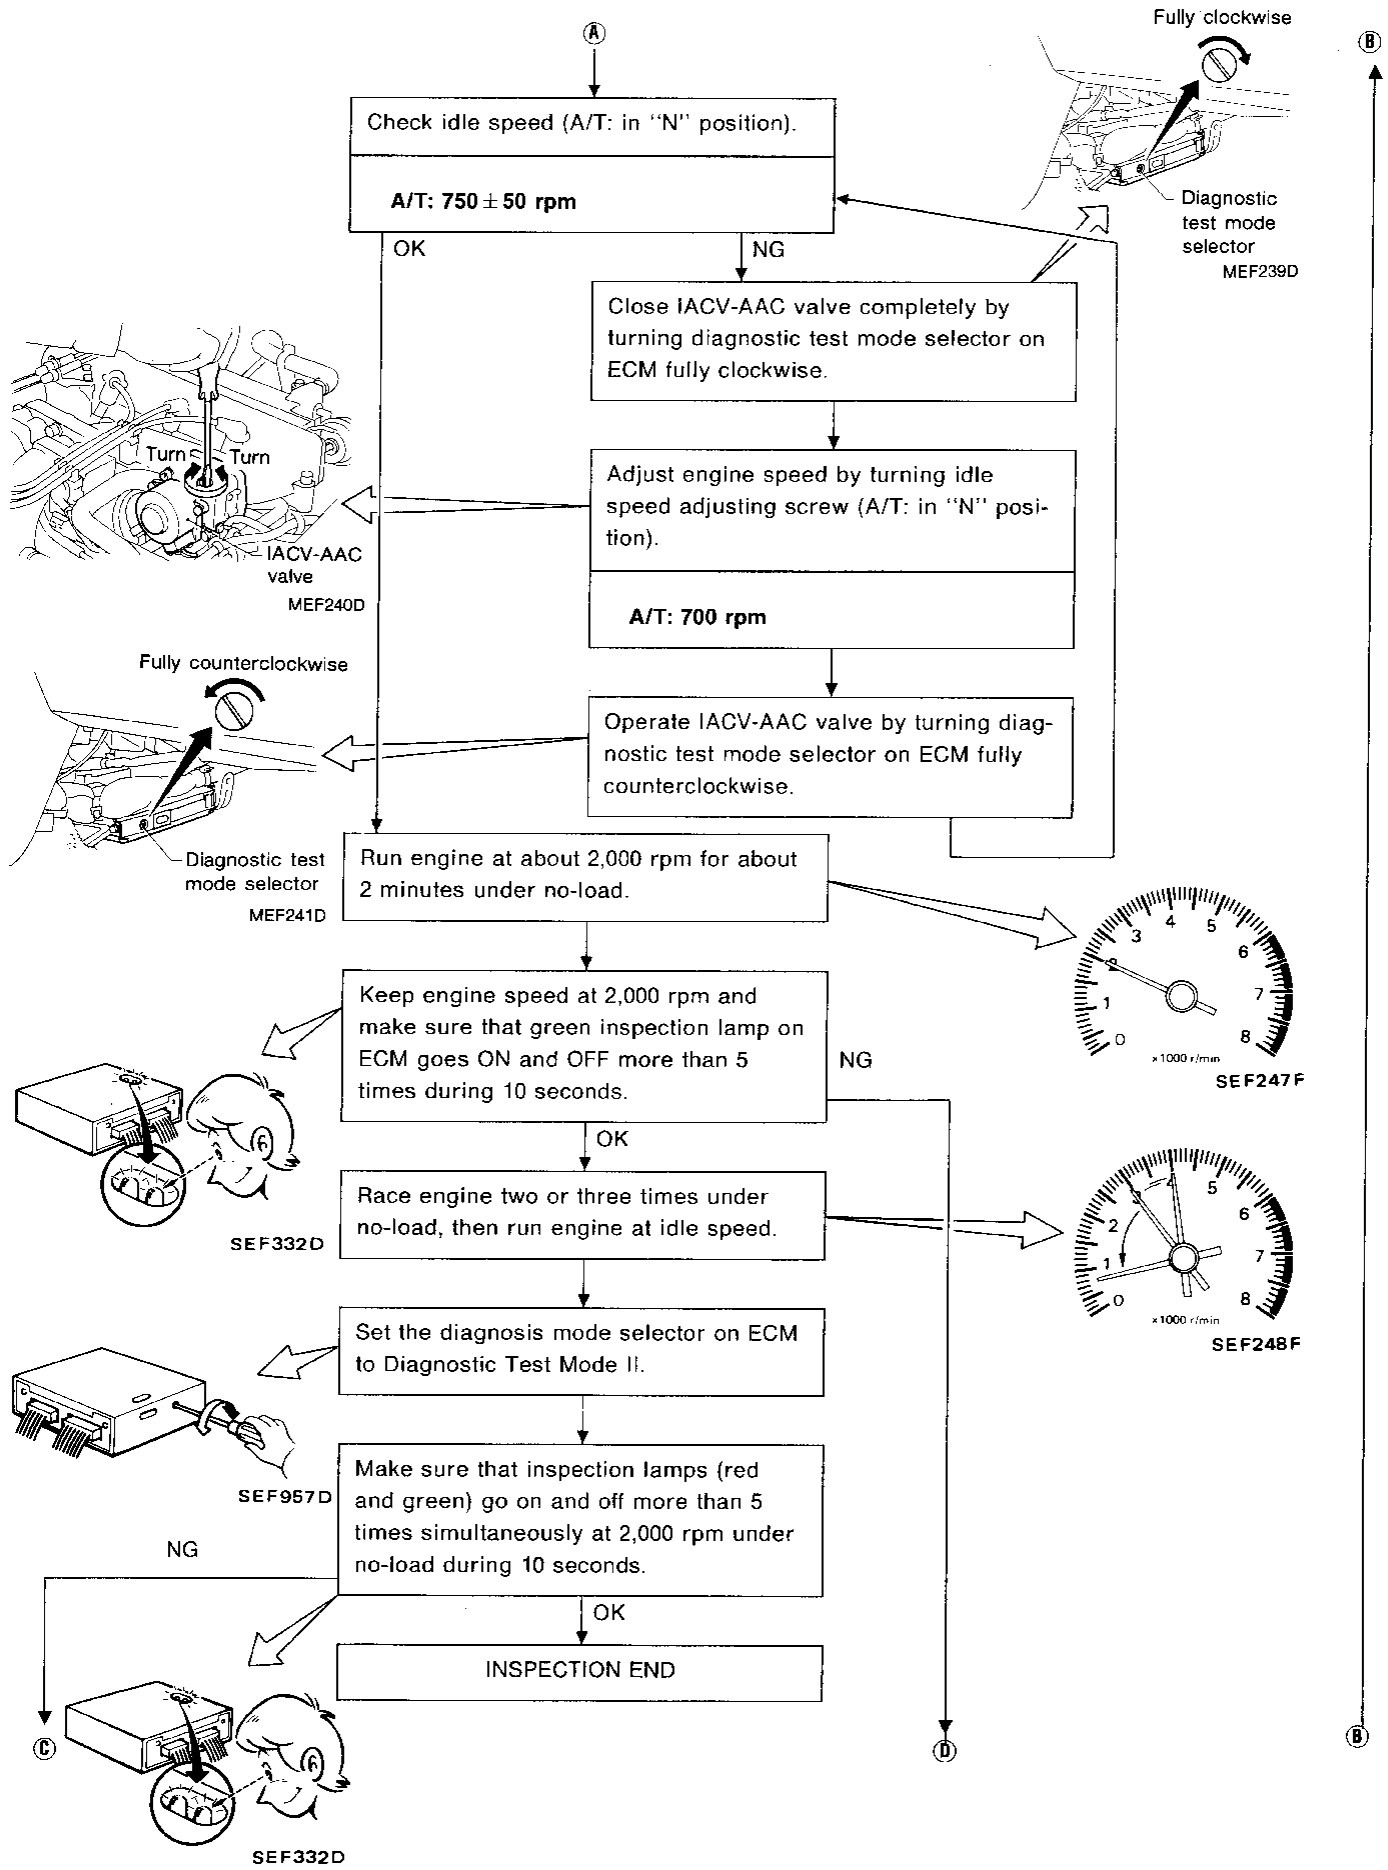 Fully clockwise
A
B
Check idle speed (A/T: in “N” position).
A/T: 750±50 rpm
Diagnostic
test mode
selector
MEF239D
OK
NG
Close IACV-AAC valve completely by
turning diagnostic test mode selector on
ECM fully clockwise.
Turn
Turn
IACV-AAC
valve
MEF240D
Adjust engine speed by turning idle
speed adjusting screw (A/T: in “N” posi-
tion).
A/T: 700 rpm
Fully counterclockwise
Operate IACV-AAC valve by turning diag-
nostic test mode selector on ECM fully
counterclockwise.
Diagnostic test
mode selector
MEF241D
Run engine at about 2,000 rpm for about
2 minutes under no-load.
0
1
2
3
4
5
6
7
8
x1000 r/min
SEF247F
Keep engine speed at 2,000 rpm and
make sure that green inspection lamp on
ECM goes ON and OFF more than 5
times during 10 seconds.
NG
OK
SEF332D
Race engine two or three times under
no-load, then run engine at idle speed.
0
1
2
3
4
5
6
7
8
x1000 r/min
SEF248F
Set the diagnosis mode selector on ECM
to Diagnostic Test Mode II.
SEF957D
Make sure that inspection lamps (red
and green) go on and off more than 5
times simultaneously at 2,000 rpm under
no-load during 10 seconds.
NG
OK
INSPECTION END
C
D
B
SEF332D